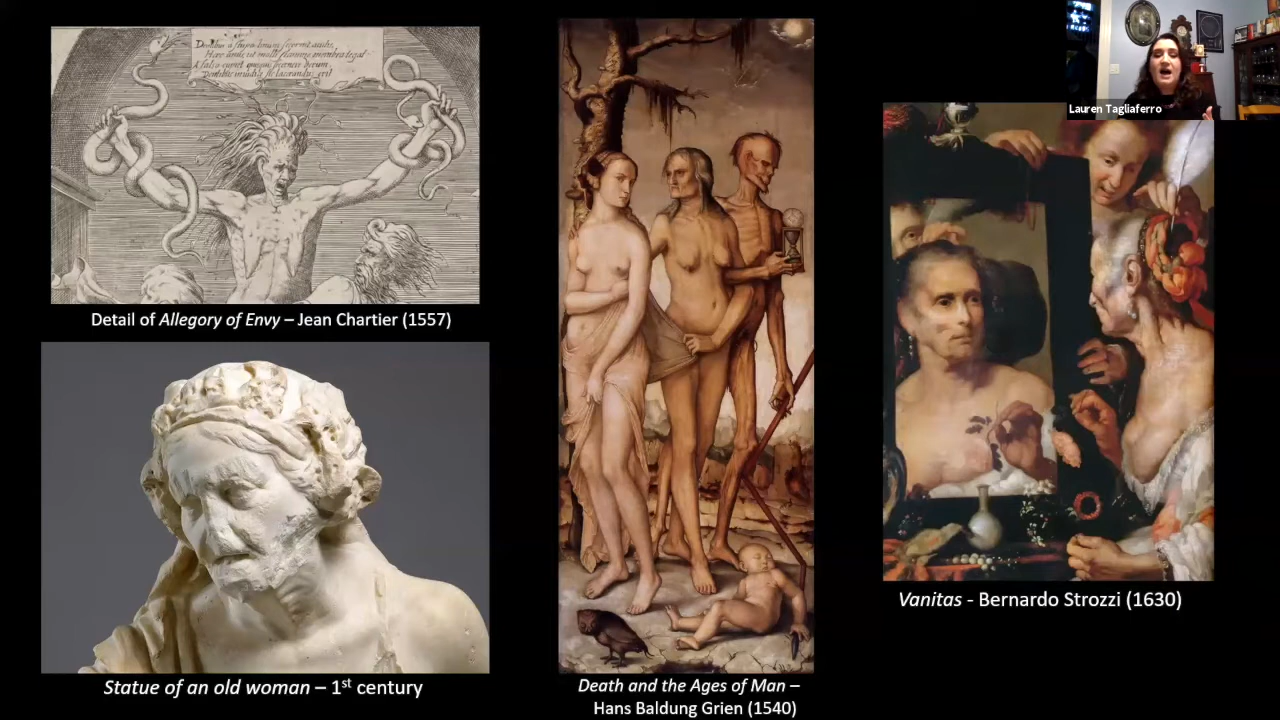 Lauren Tagliaferro
Detail of Allegory of Envy – Jean Chartier (1557)
Statue of an old woman – 1st century
Death and the Ages of Man –
Hans Baldung Grien (1540)
Vanitas - Bernardo Strozzi (1630)